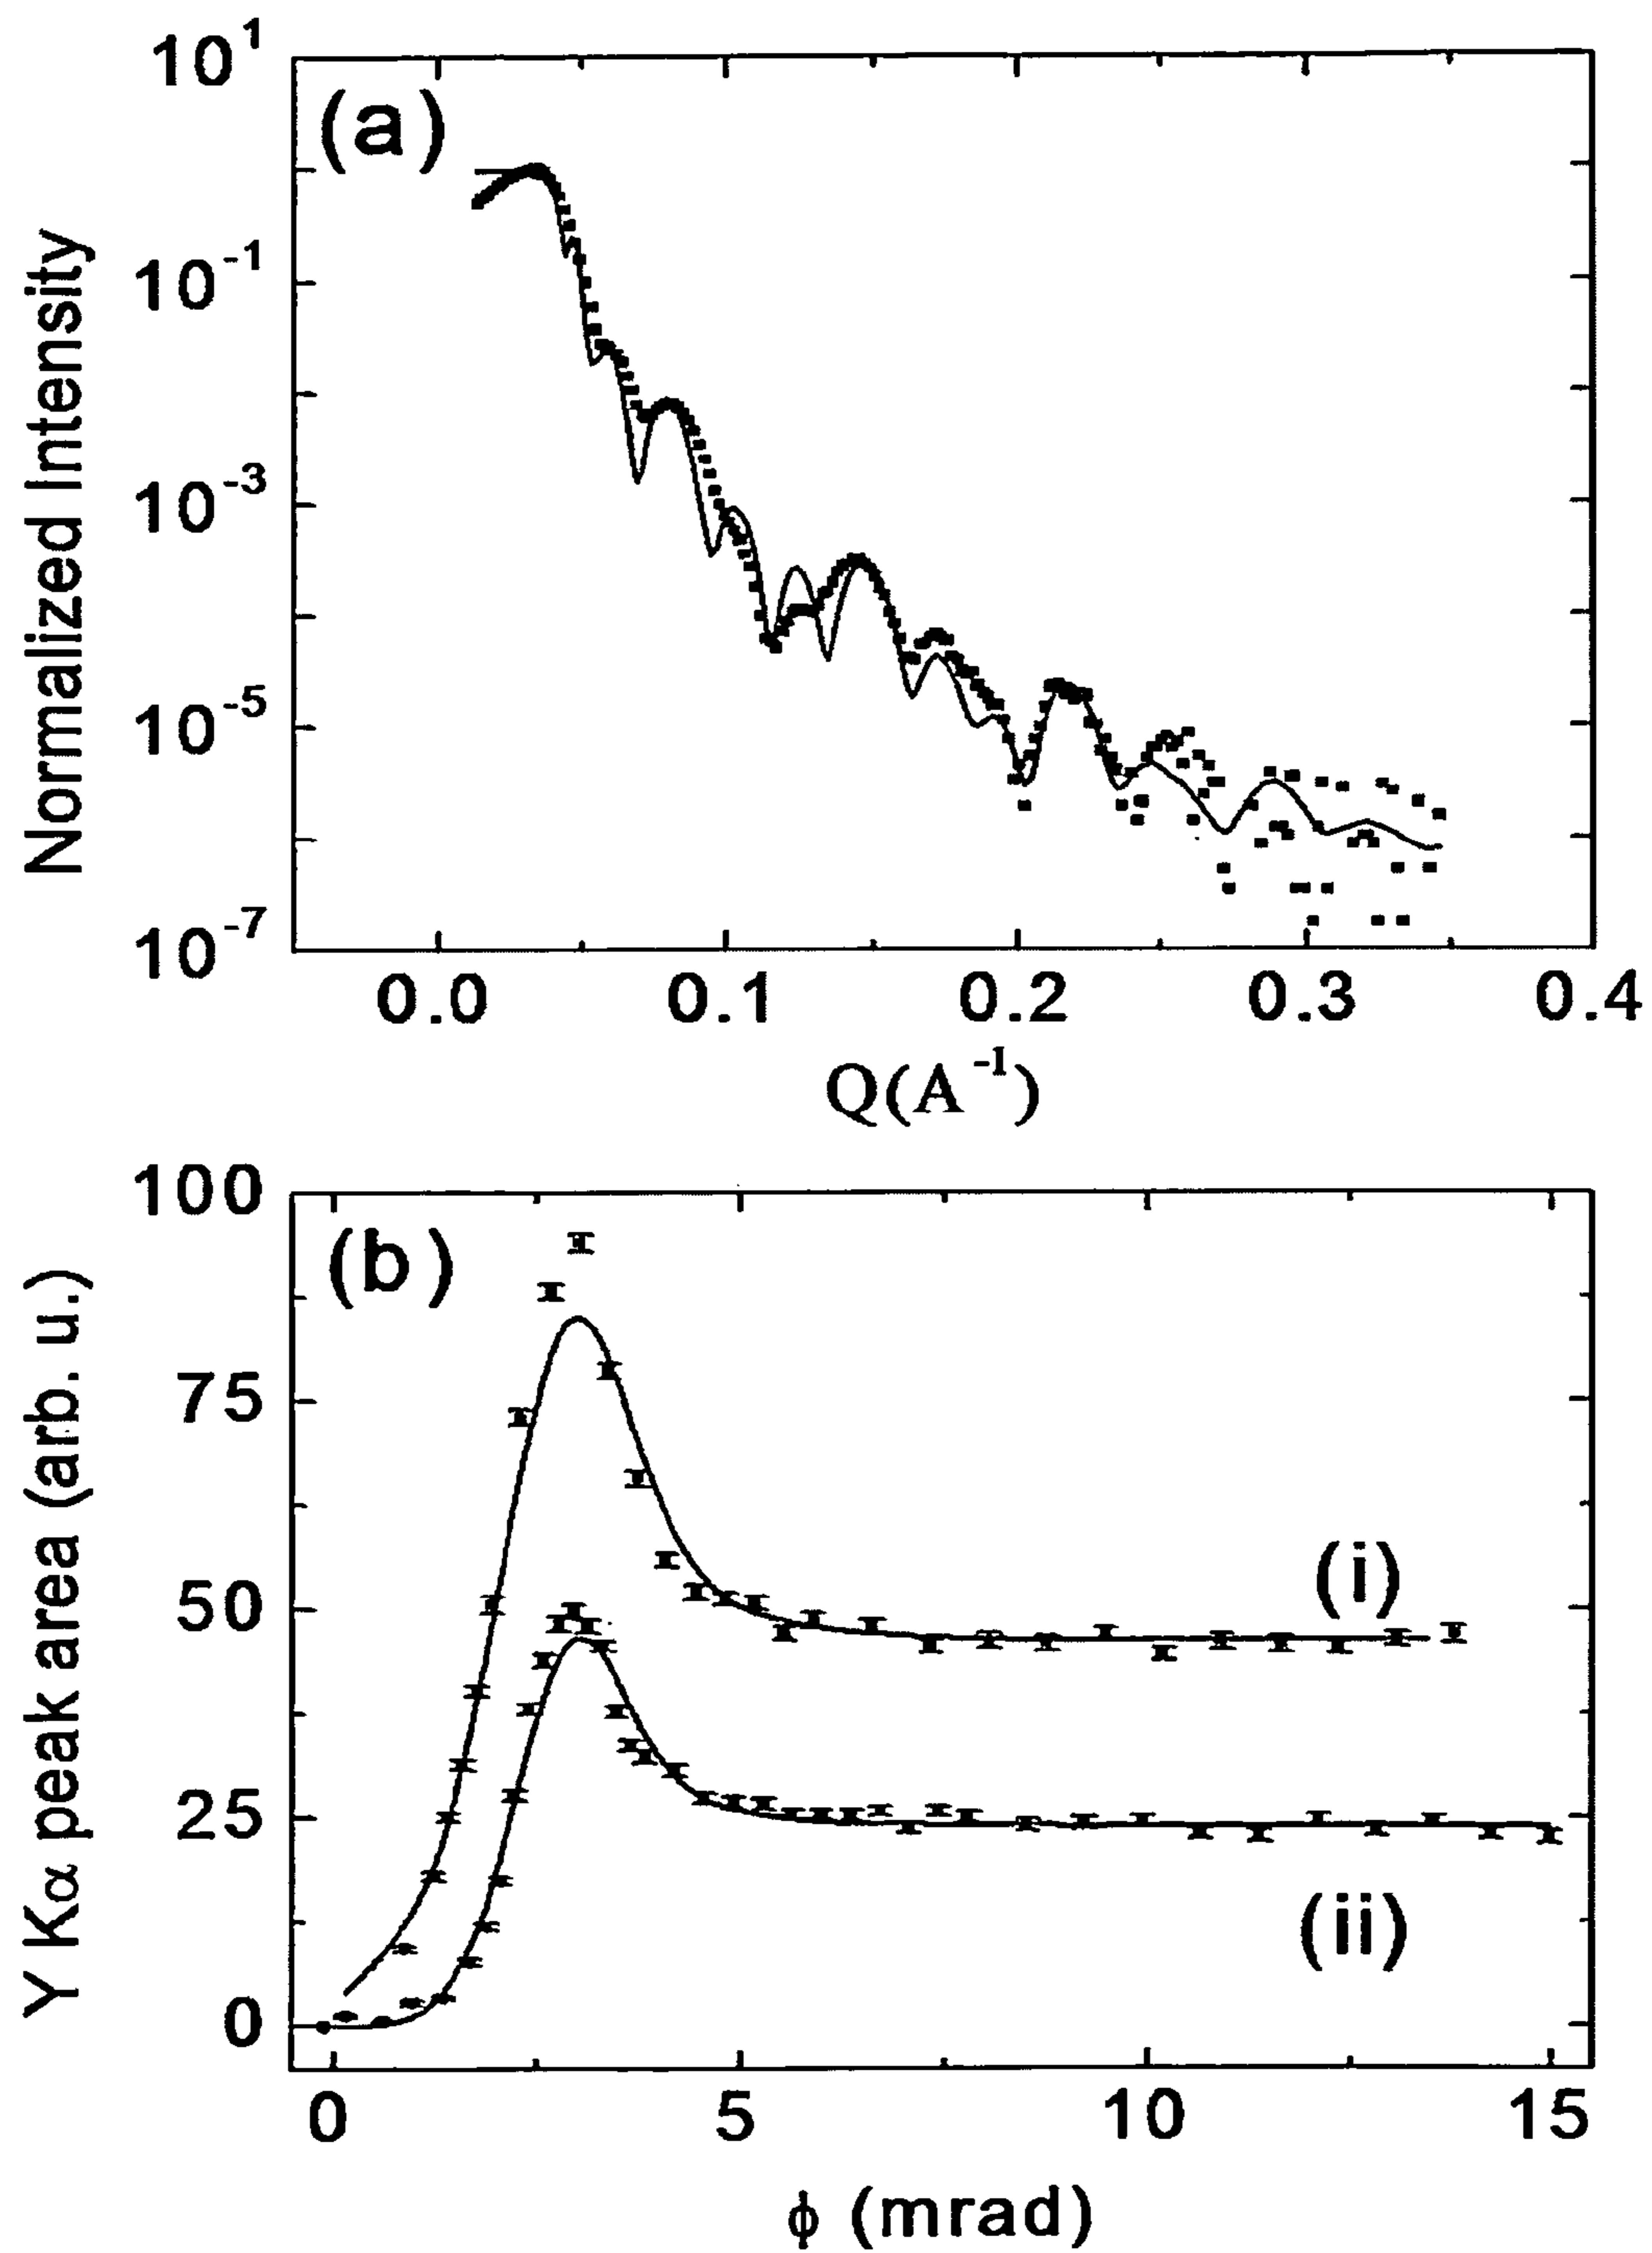 (a)
10^1
10^-1
10^-3
10^-5
10^-7
Normalized Intensity
0.0 0.1 0.2 0.3 0.4
Q(A^-1)
(b)
100
75
50
25
0
Y Kα peak area (arb. u.)
(i)
(ii)
0 5 10 15
ϕ (mrad)